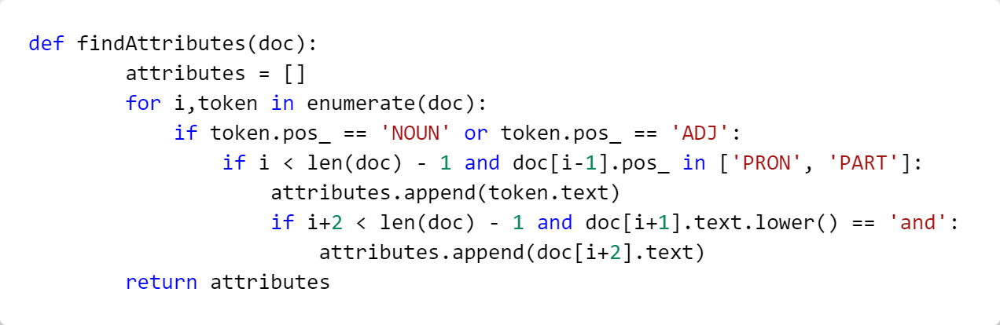 def findAttributes(doc):
        attributes = []
        for i,token in enumerate(doc):
            if token.pos_ == 'NOUN' or token.pos_ == 'ADJ':
                if i < len(doc) - 1 and doc[i-1].pos_ in ['PRON', 'PART']:
                    attributes.append(token.text)
                    if i+2 < len(doc) - 1 and doc[i+1].text.lower() == 'and':
                        attributes.append(doc[i+2].text)
        return attributes